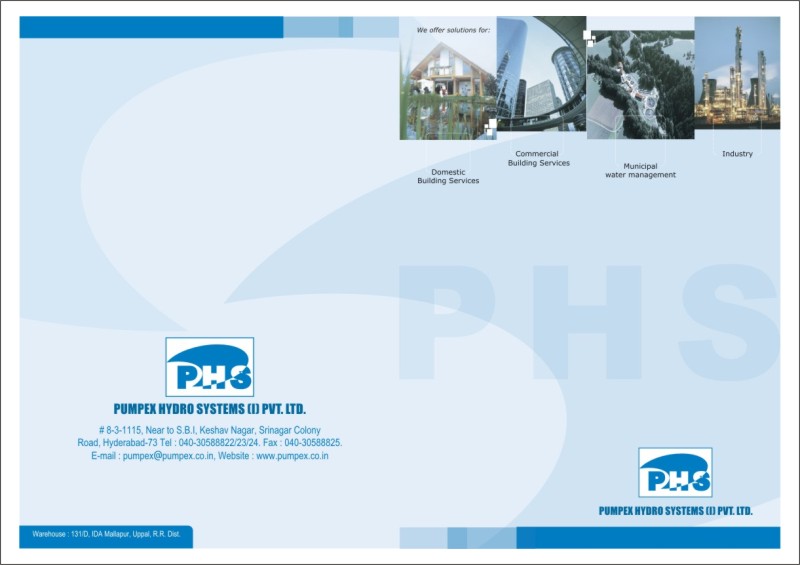 We offer solutions for:
Domestic
Building Services
Commercial
Building Services
Municipal
water management
Industry
PHS
PHS
PUMPEX HYDRO SYSTEMS (I) PVT. LTD.
# 8-3-1115, Near to S.B.I, Keshav Nagar, Srinagar Colony
Road, Hyderabad-73 Tel : 040-30588822/23/24. Fax : 040-30588825.
E-mail : pumpex@pumpex.co.in, Website : www.pumpex.co.in
Warehouse : 131/D, IDA Mallapur, Uppal, R.R. Dist.
PHS
PUMPEX HYDRO SYSTEMS (I) PVT. LTD.